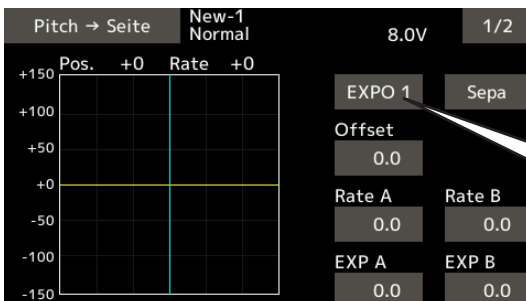 Pitch → Seite New-1 Normal 8.0V 1/2
Pos. +0 Rate +0
+150
+100
+50
+0
-50
-100
-150
EXPO 1 Sepa
Offset
0.0
Rate A Rate B
0.0 0.0
EXP A EXP B
0.0 0.0